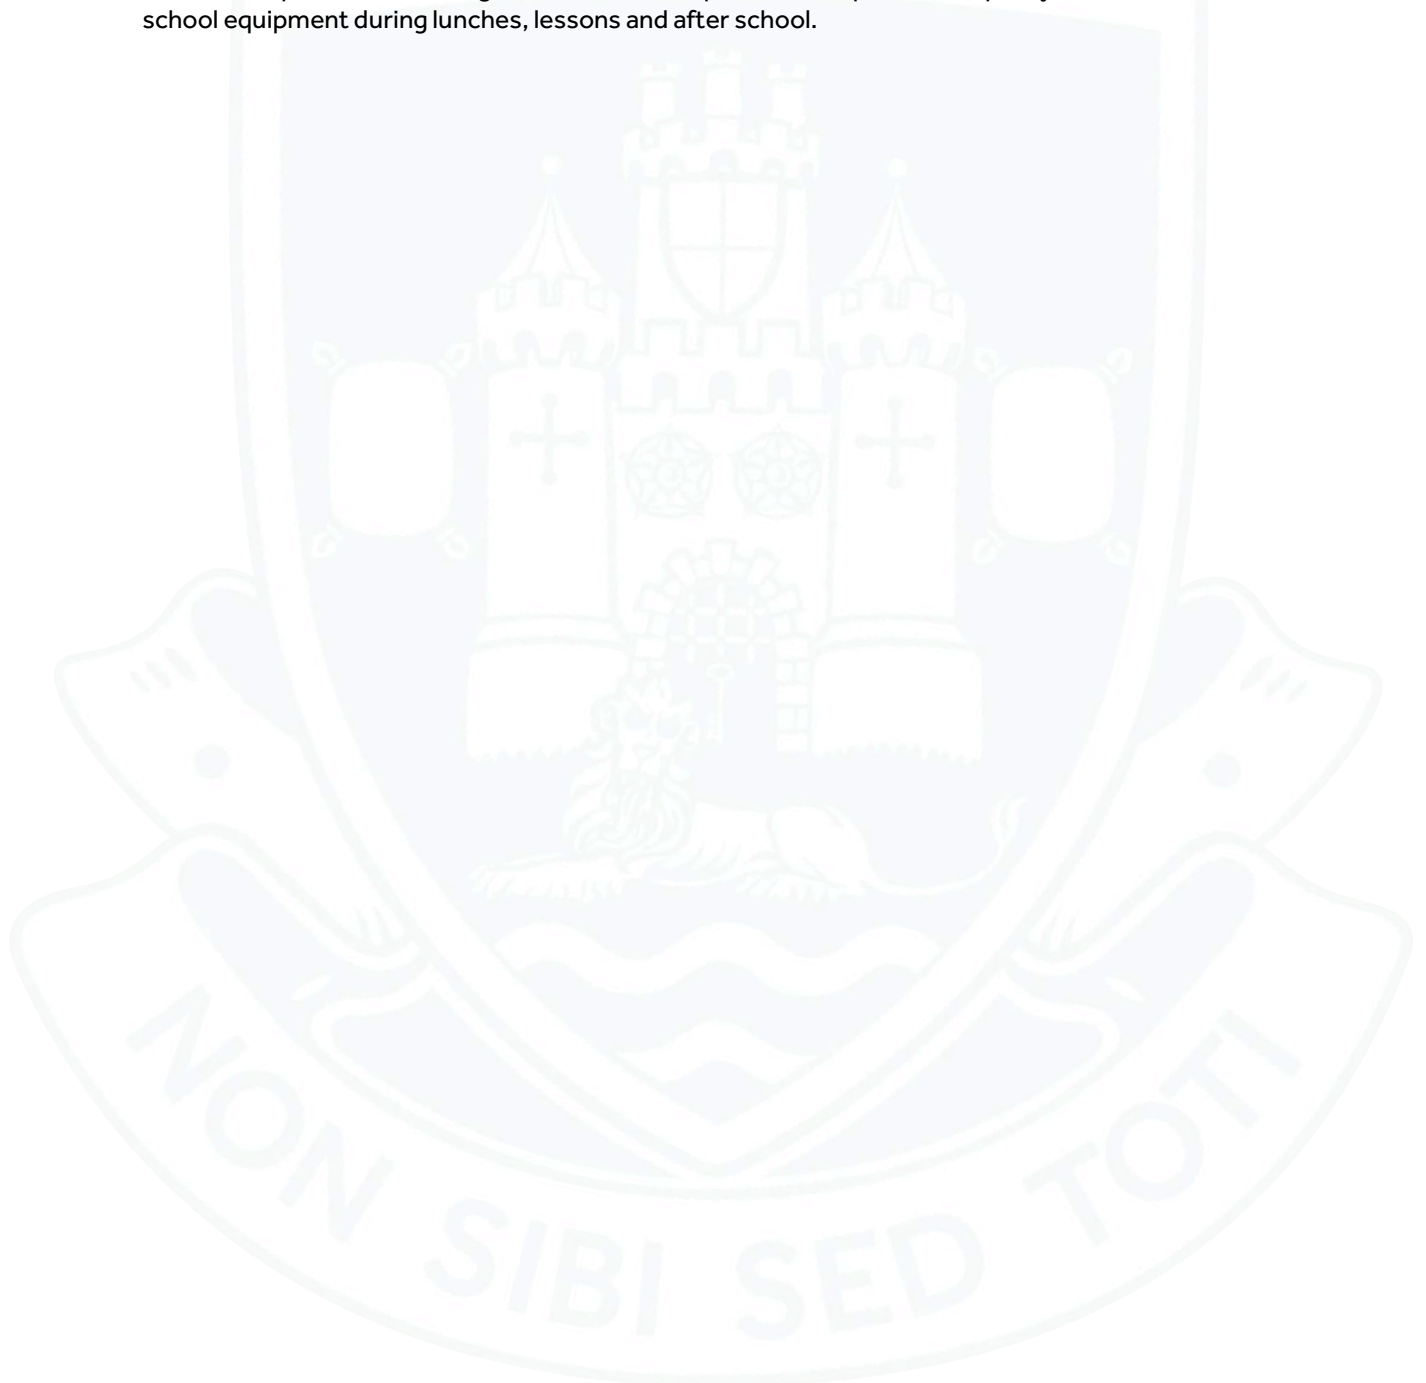 school equipment during lunches, lessons and after school.
NON SIBI SED TOTI